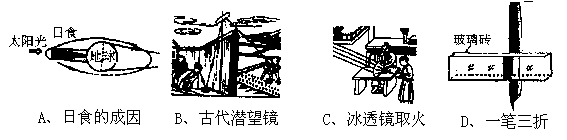 日食
太阳光
地球
玻璃砖
A、日食的成因
B、古代潜望镜
C、冰透镜取火
D、一笔三折